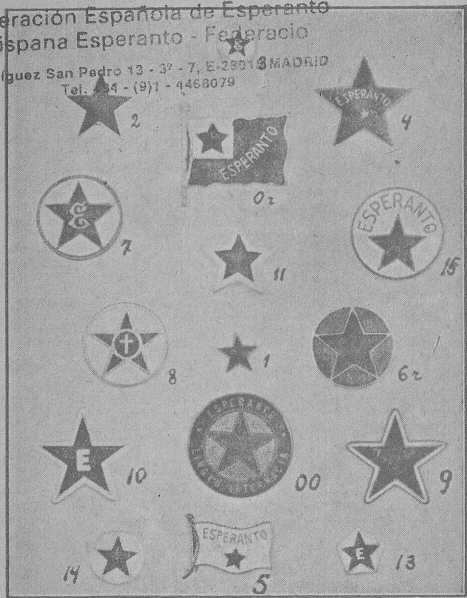 eración Española de Esperanto
ispana Esperanto - Federacio
íguez San Pedro 13 - 3º - 7, E-28015 MADRID
Tel. 34 - (9)1 - 4468079
3
2
ESPERANTO
4
ESPERANTO
0r
E
7
ESPERANTO
15
11
8
1
6r
E
10
ESPERANTO
00
9
14
ESPERANTO
5
E
13